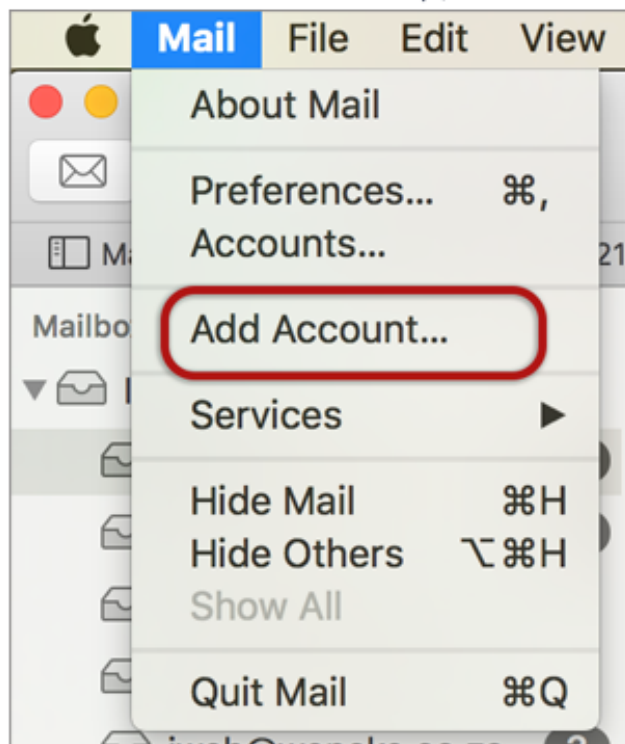 Mail File Edit View
About Mail
Preferences... ⌘,
Accounts...
Mailbo
Add Account...
Services ▶
Hide Mail ⌘H
Hide Others ⌥⌘H
Show All
Quit Mail ⌘Q